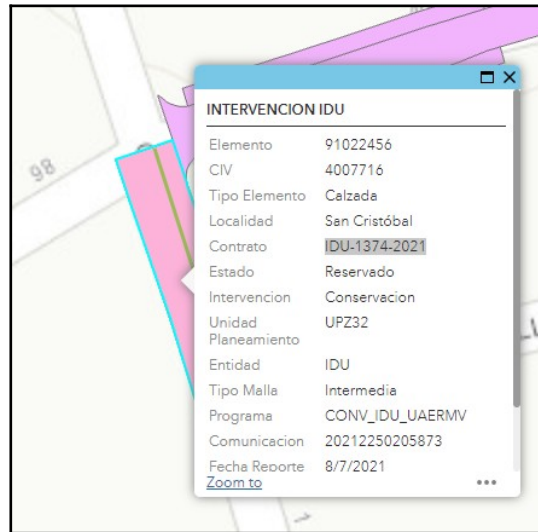 INTERVENCION IDU
Elemento 91022456
CIV 4007716
Tipo Elemento Calzada
Localidad San Cristóbal
Contrato IDU-1374-2021
Estado Reservado
Intervencion Conservacion
Unidad Planeamiento UPZ32
Entidad IDU
Tipo Malla Intermedia
Programa CONV_IDU_UAERMV
Comunicacion 20212250205873
Fecha Reporte 8/7/2021
Zoom to
98